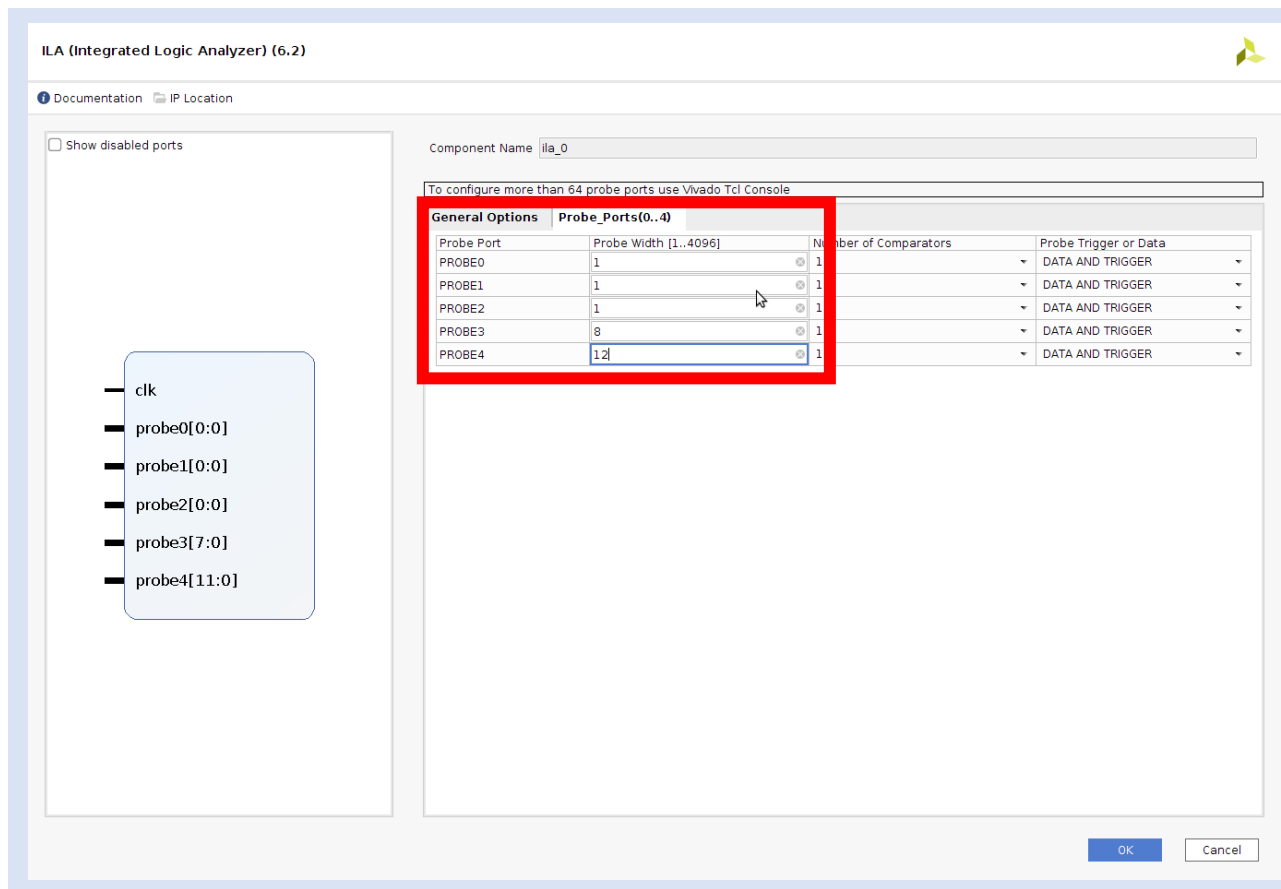 ILA (Integrated Logic Analyzer) (6.2)
Documentation IP Location
Show disabled ports
clk
probe0[0:0]
probe1[0:0]
probe2[0:0]
probe3[7:0]
probe4[11:0]
Component Name ila_0
To configure more than 64 probe ports use Vivado Tcl Console
General Options Probe_Ports(0..4)
Probe Port Probe Width [1..4096] Number of Comparators Probe Trigger or Data
PROBE0 1 1 DATA AND TRIGGER
PROBE1 1 1 DATA AND TRIGGER
PROBE2 1 1 DATA AND TRIGGER
PROBE3 8 1 DATA AND TRIGGER
PROBE4 12 1 DATA AND TRIGGER
OK Cancel